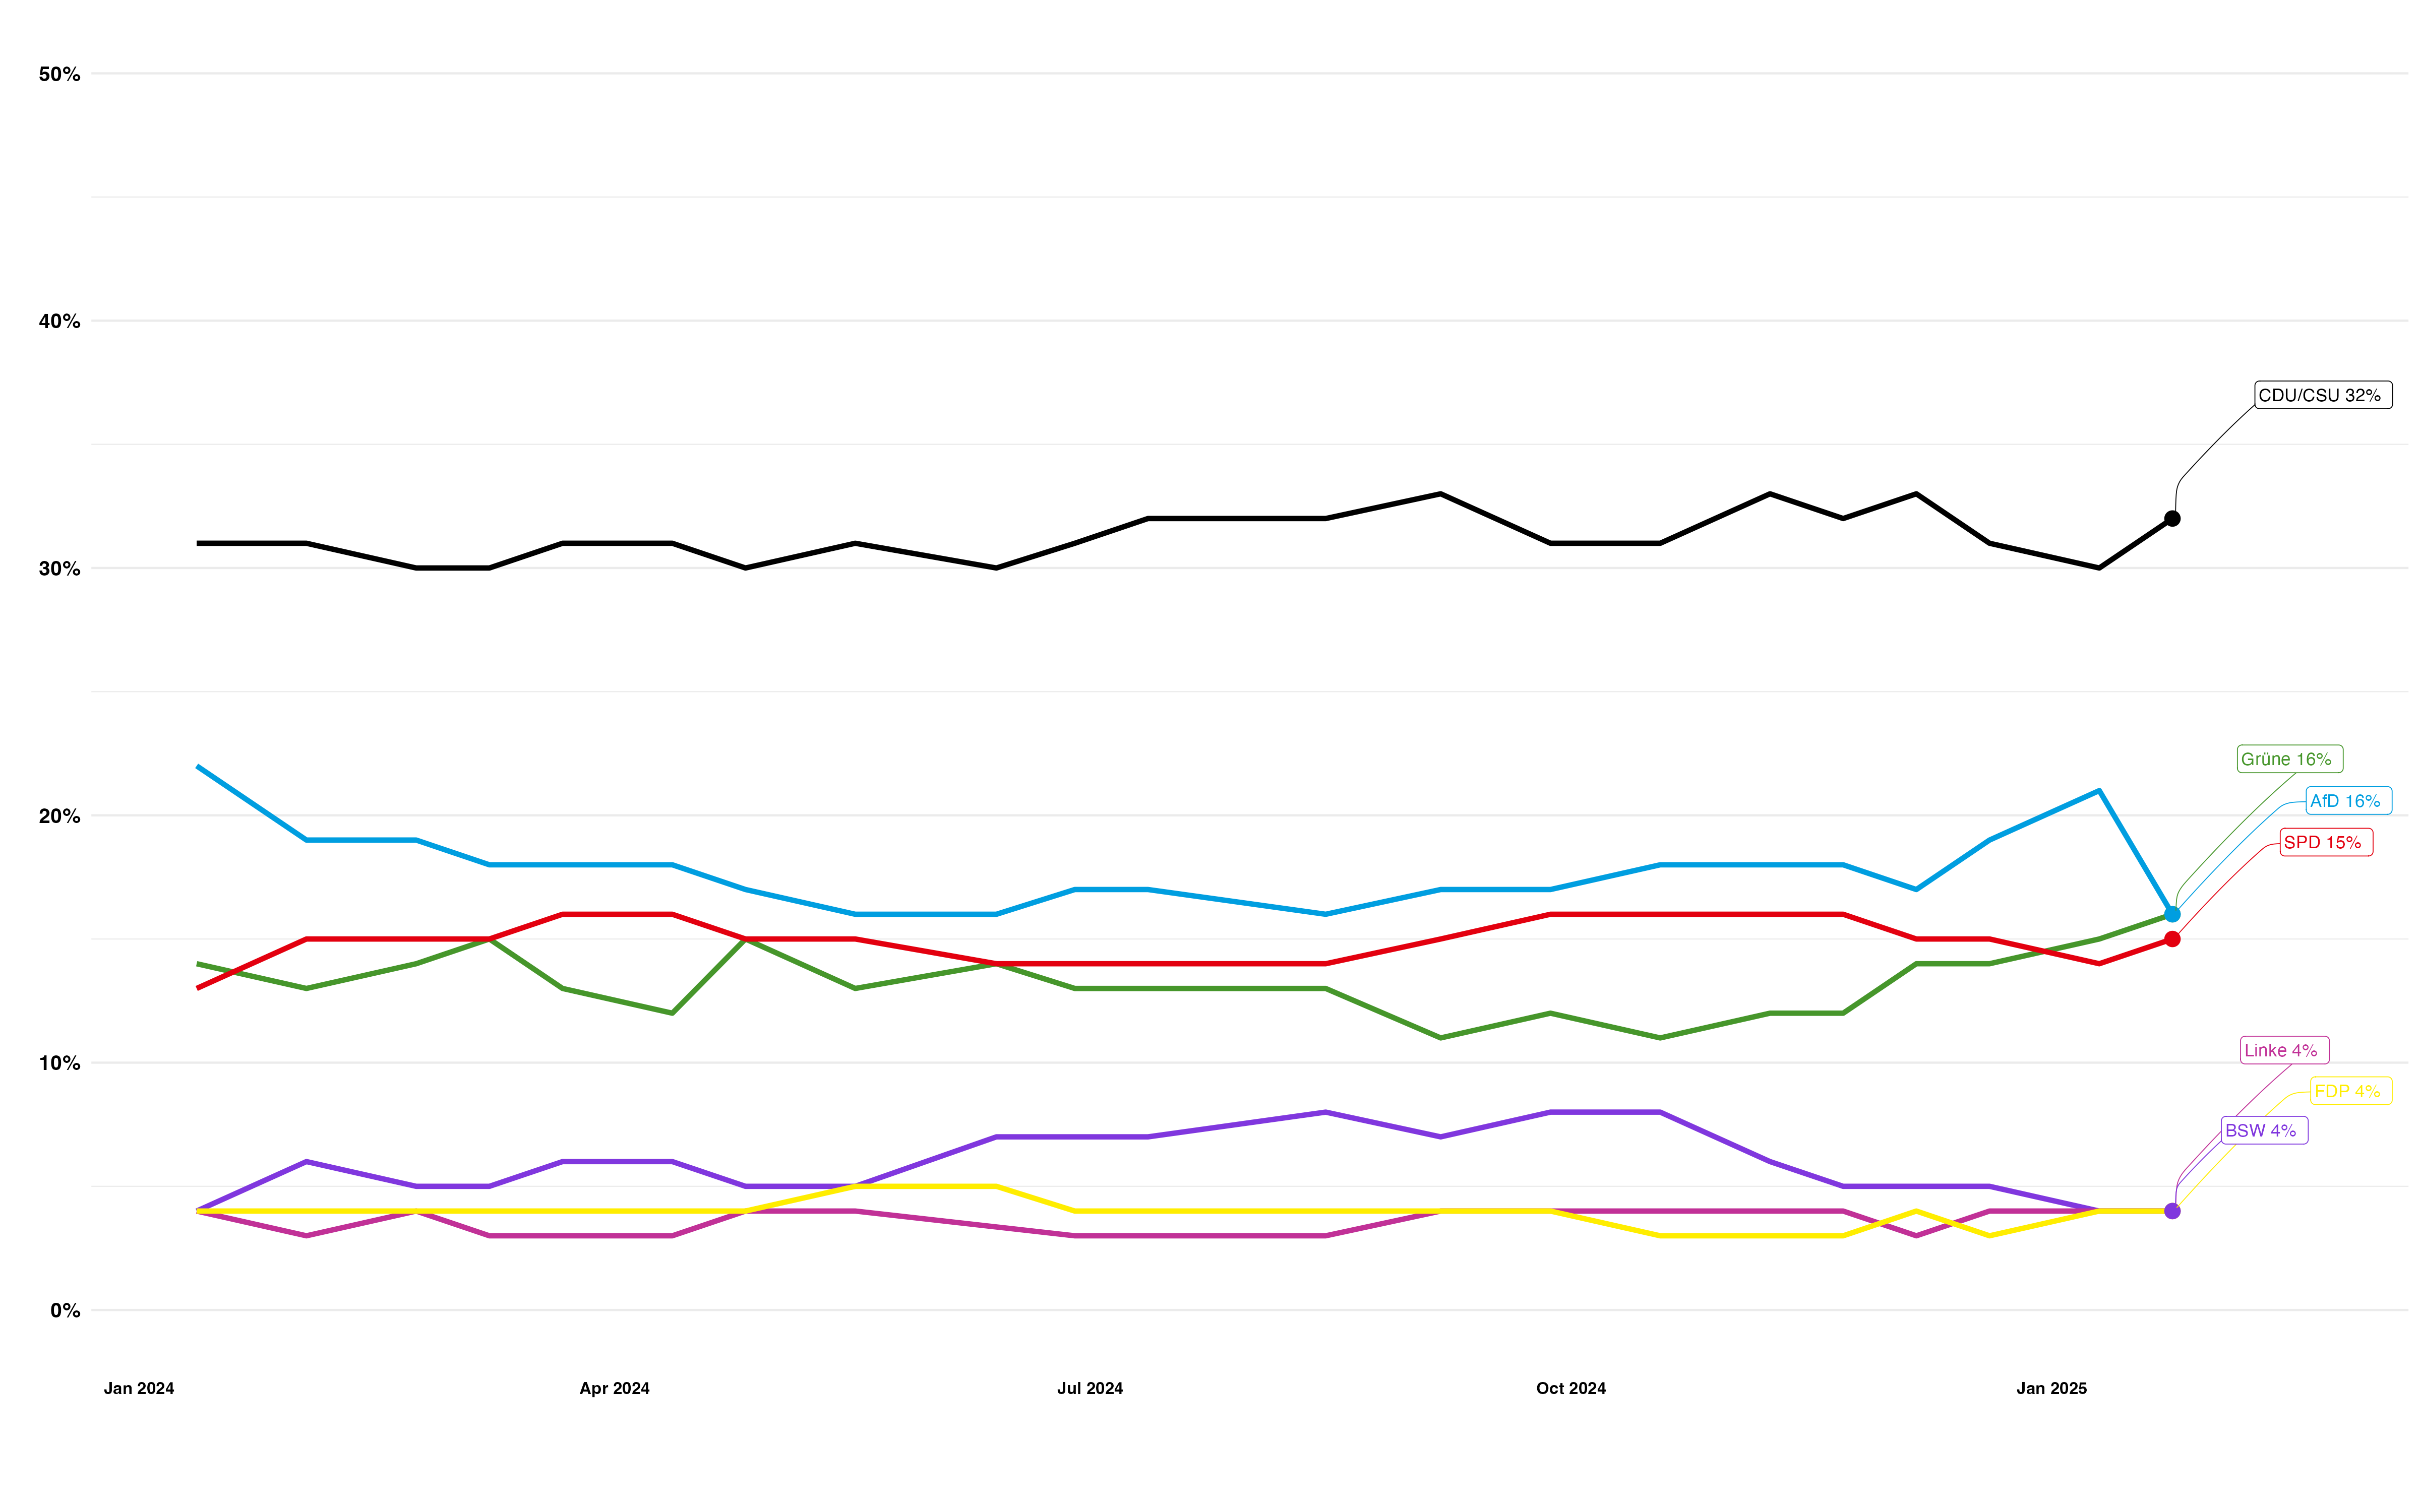 50%
40%
CDU/CSU 32%
30%
Grüne 16%
AfD 16%
20%
SPD 15%
Linke 4%
10%
FDP 4%
BSW 4%
0%
Jan 2024 Apr 2024 Jul 2024 Oct 2024 Jan 2025